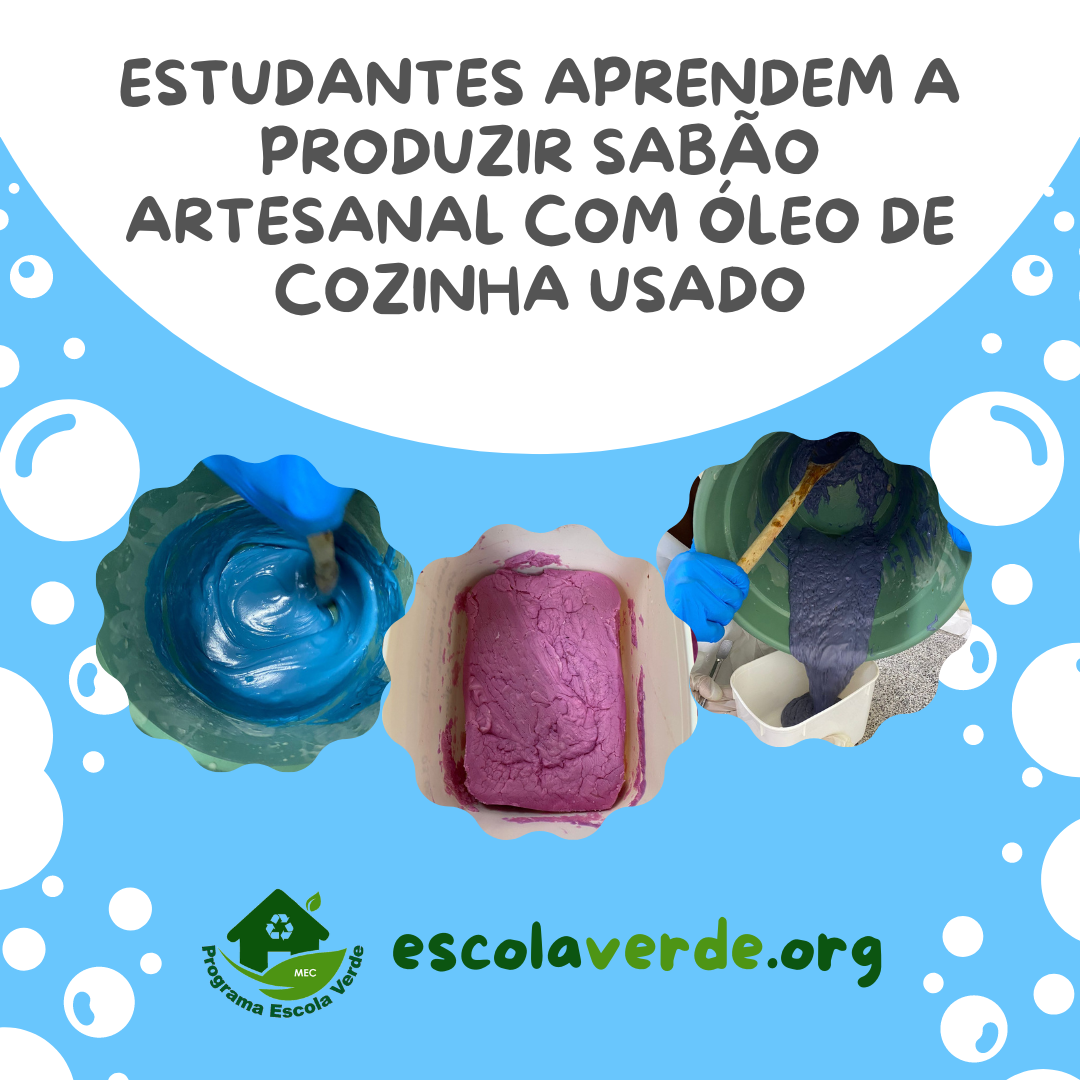 ESTUDANTES APRENDEM A
PRODUZIR SABÃO
ARTESANAL COM ÓLEO DE
COZINHA USADO
MEC
Programa Escola Verde
escolaverde.org